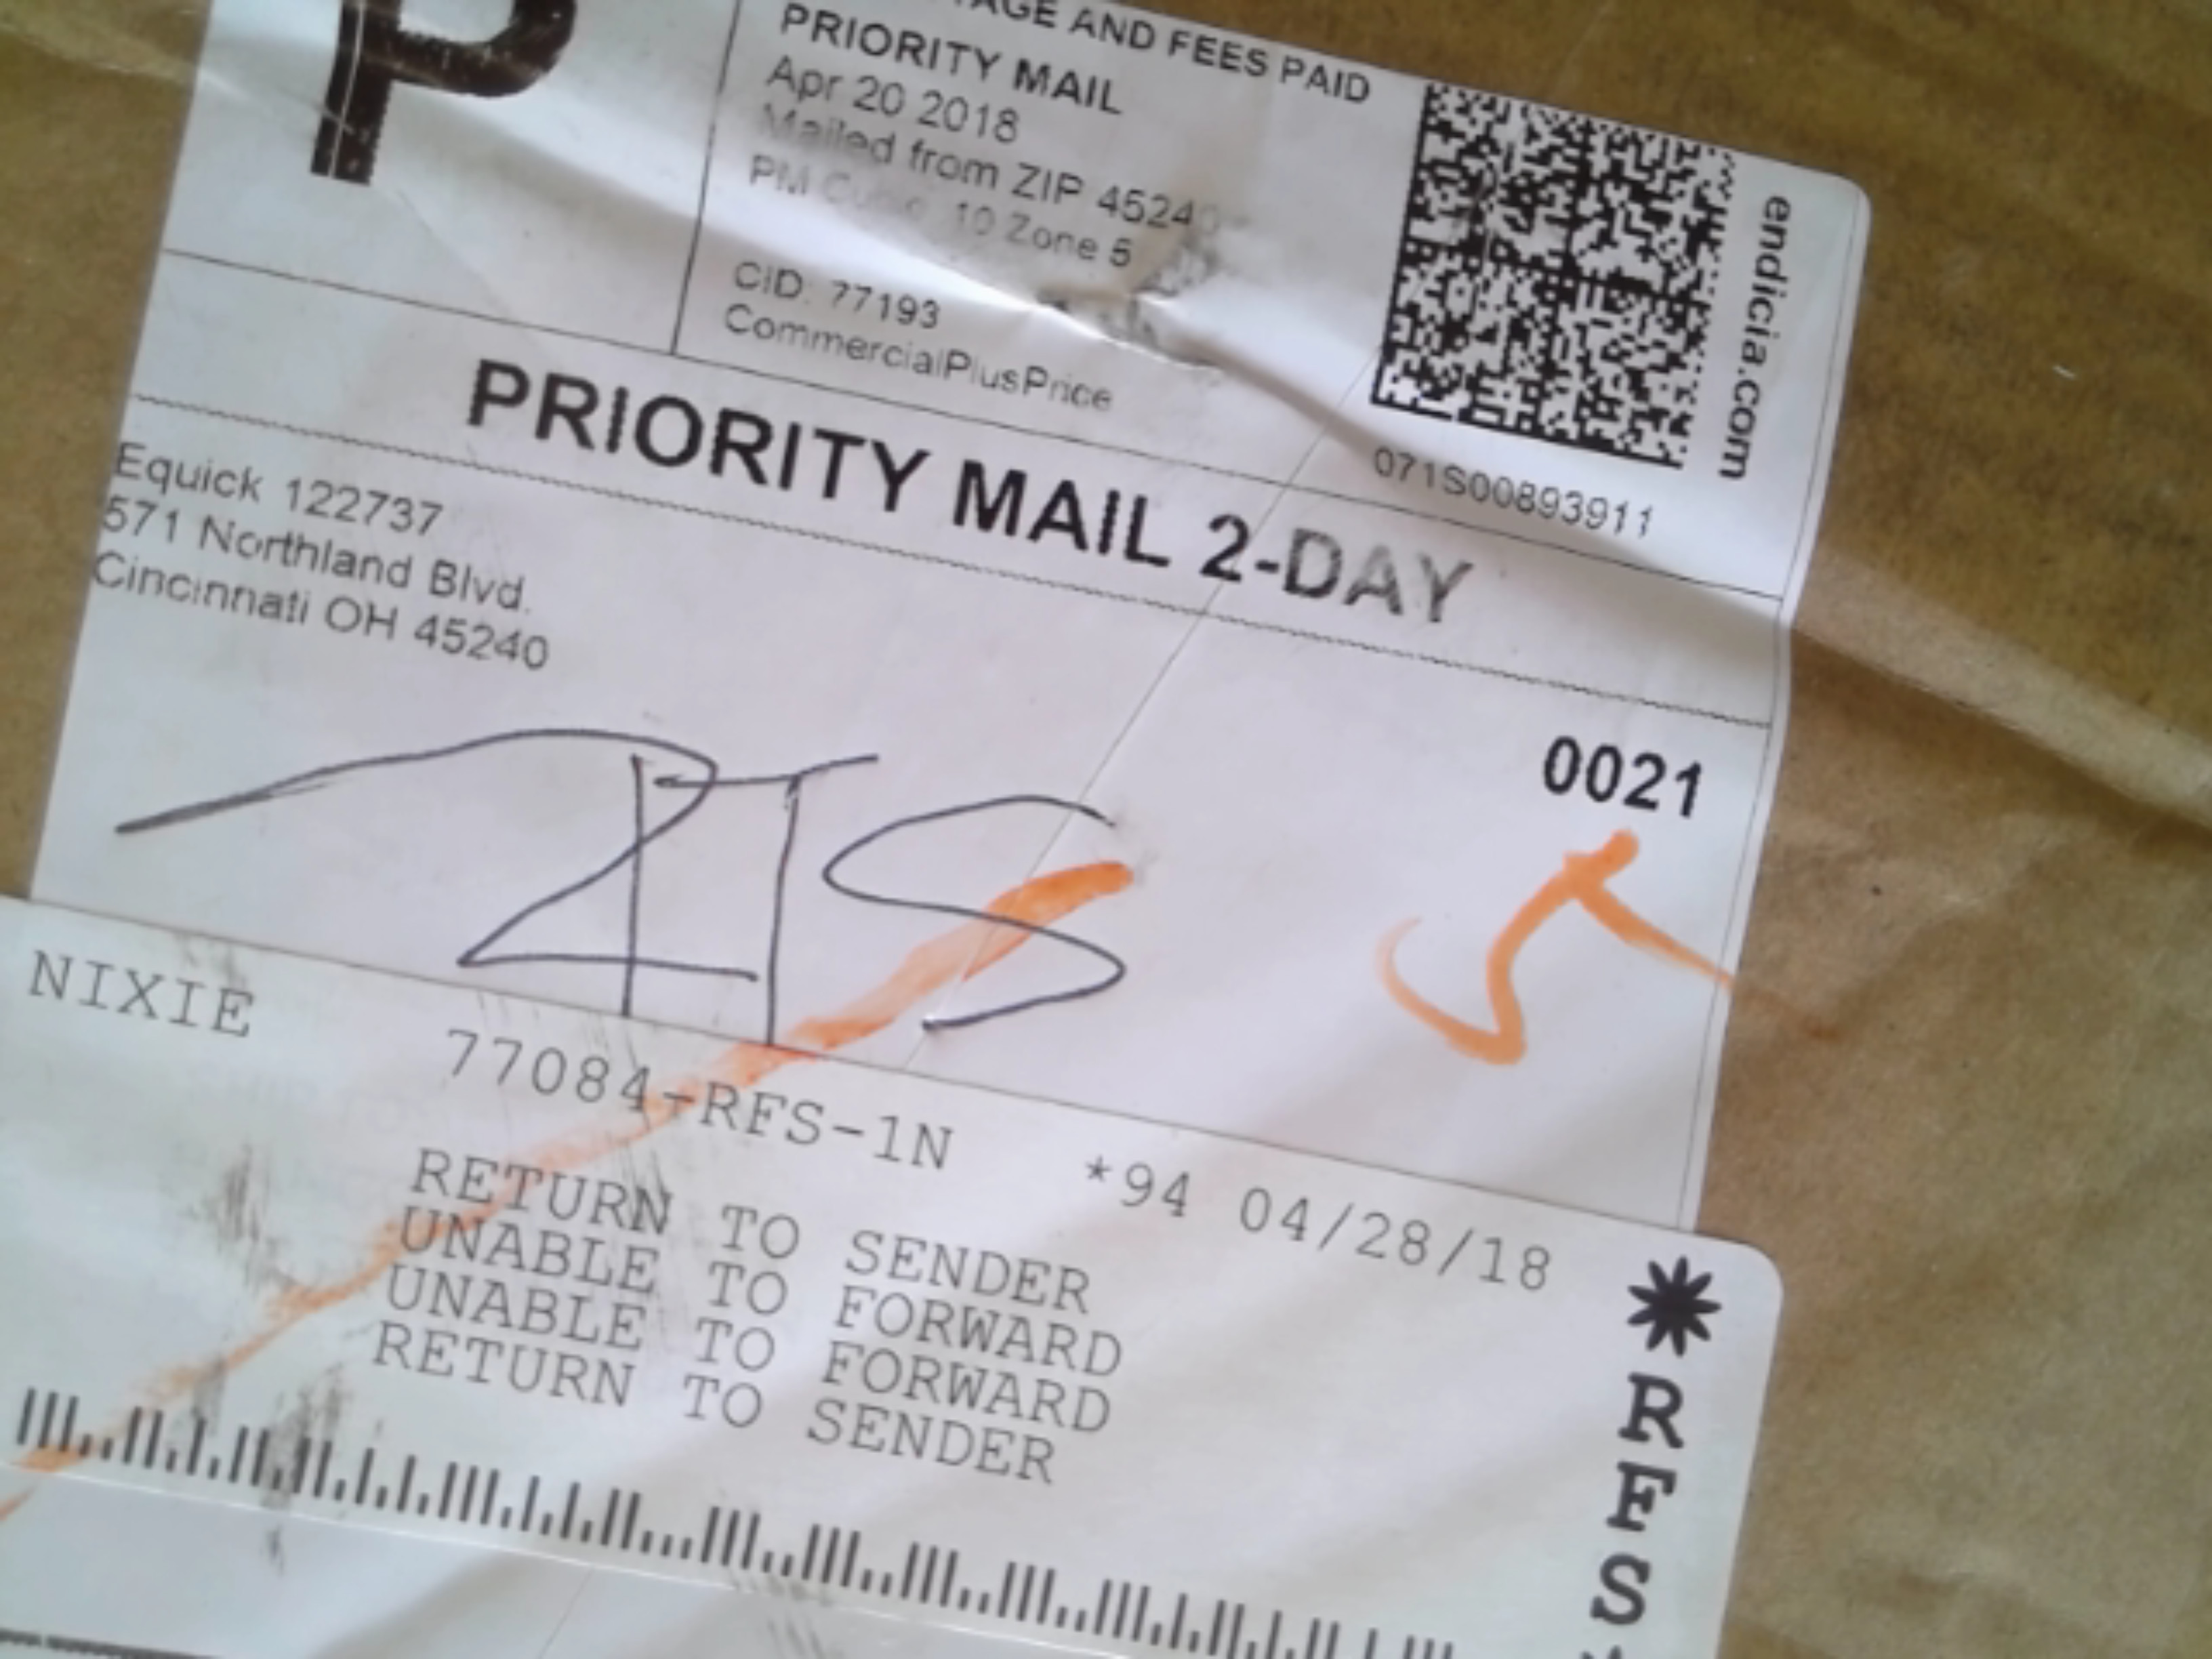 P
AND FEES PAID
PRIORITY MAIL
Apr 20 2018
Mailed from ZIP 45240
PM 10 Zone 5
CID: 77193
CommercialPlusPrice
endicia.com
071S00893911
PRIORITY MAIL 2-DAY
Equick 122737
571 Northland Blvd.
Cincinnati OH 45240
0021
NIXIE 77084-RFS-1N *94 04/28/18
RETURN TO SENDER
UNABLE TO FORWARD
UNABLE TO FORWARD
RETURN TO SENDER
*RFS